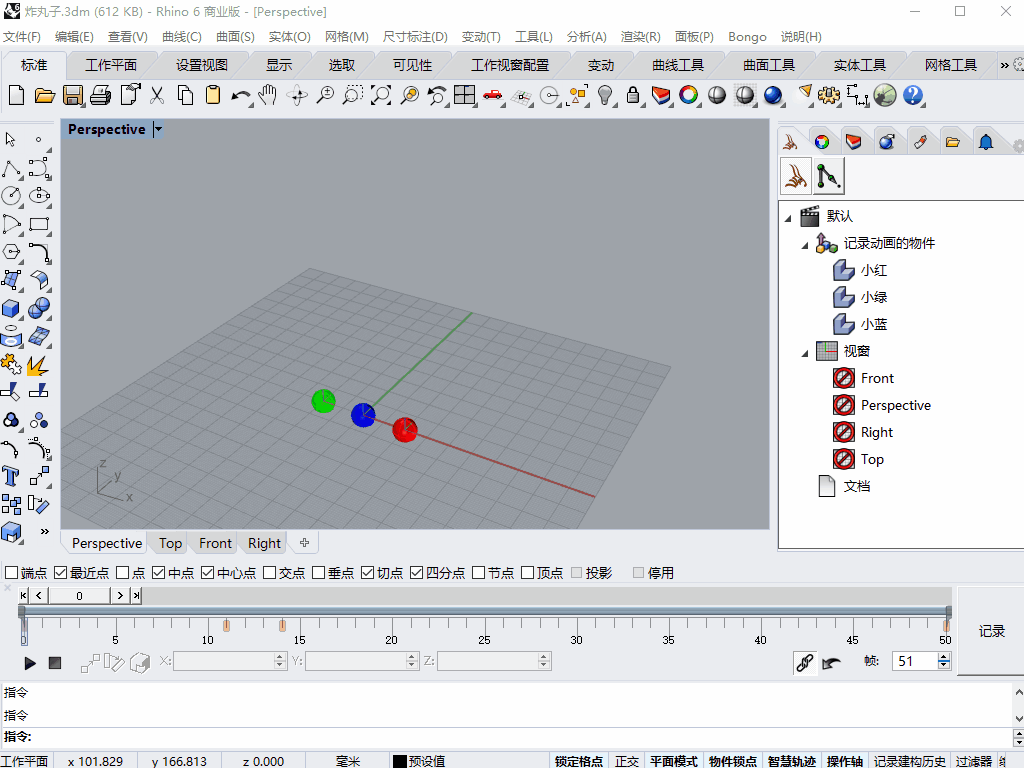 炸丸子.3dm (612 KB) - Rhino 6 商业版 - [Perspective]
文件(F) 编辑(E) 查看(V) 曲线(C) 曲面(S) 实体(O) 网格(M) 尺寸标注(D) 变动(T) 工具(L) 分析(A) 渲染(R) 面板(P) Bongo 说明(H)
标准 工作平面 设置视图 显示 选取 可见性 工作视窗配置 变动 曲线工具 曲面工具 实体工具 网格工具 »
Perspective
z
y
x
默认
记录动画的物件
小红
小绿
小蓝
视窗
Front
Perspective
Right
Top
文档
Perspective Top Front Right
端点 最近点 点 中点 中心点 交点 垂点 切点 四分点 节点 顶点 投影 停用
0
0 5 10 15 20 25 30 35 40 45 50
记录
X: Y: Z: 帧: 51
指令
指令
指令:
工作平面 x 101.829 y 166.813 z 0.000 毫米 预设值 锁定格点 正交 平面模式 物件锁点 智慧轨迹 操作轴 记录建构历史 过滤器